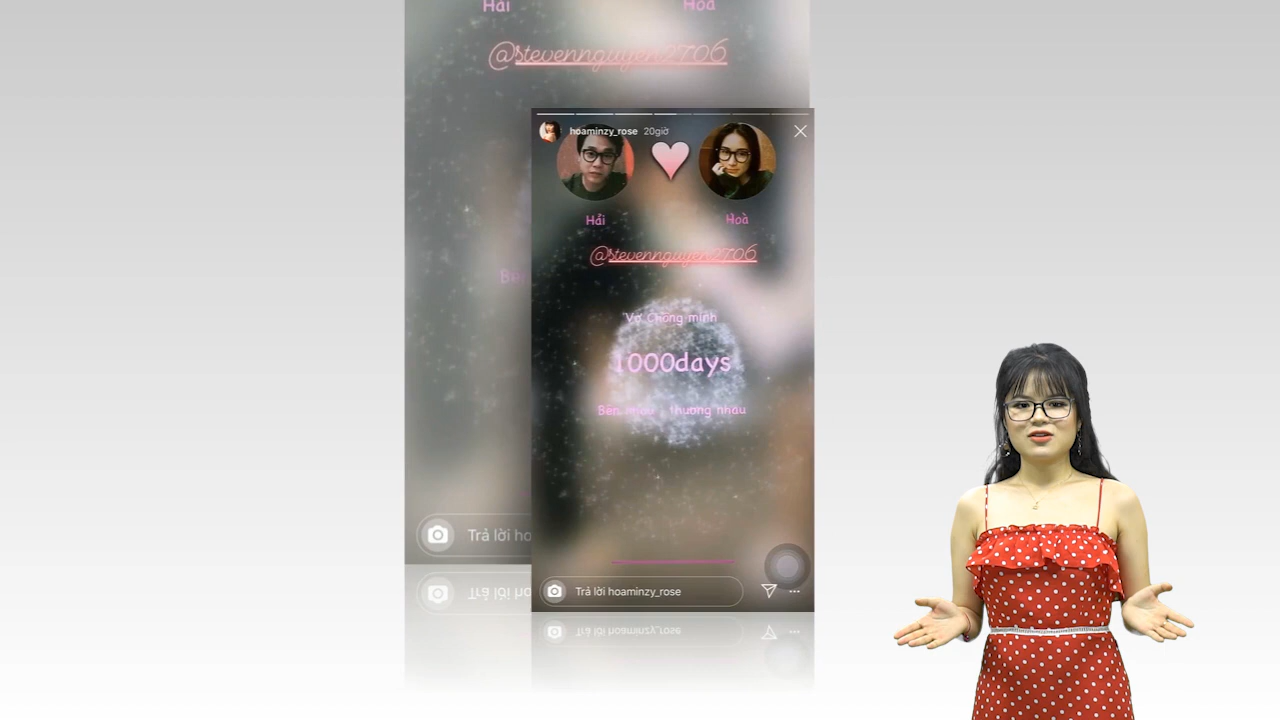 Hải Hoà
@stevennguyen2706
Bên
Trả lời ho
hoaminzy_rose 20giờ
Hải Hoà
@stevennguyen2706
Vợ Chồng mình
1000days
Bên nhau , thương nhau
Trả lời hoaminzy_rose